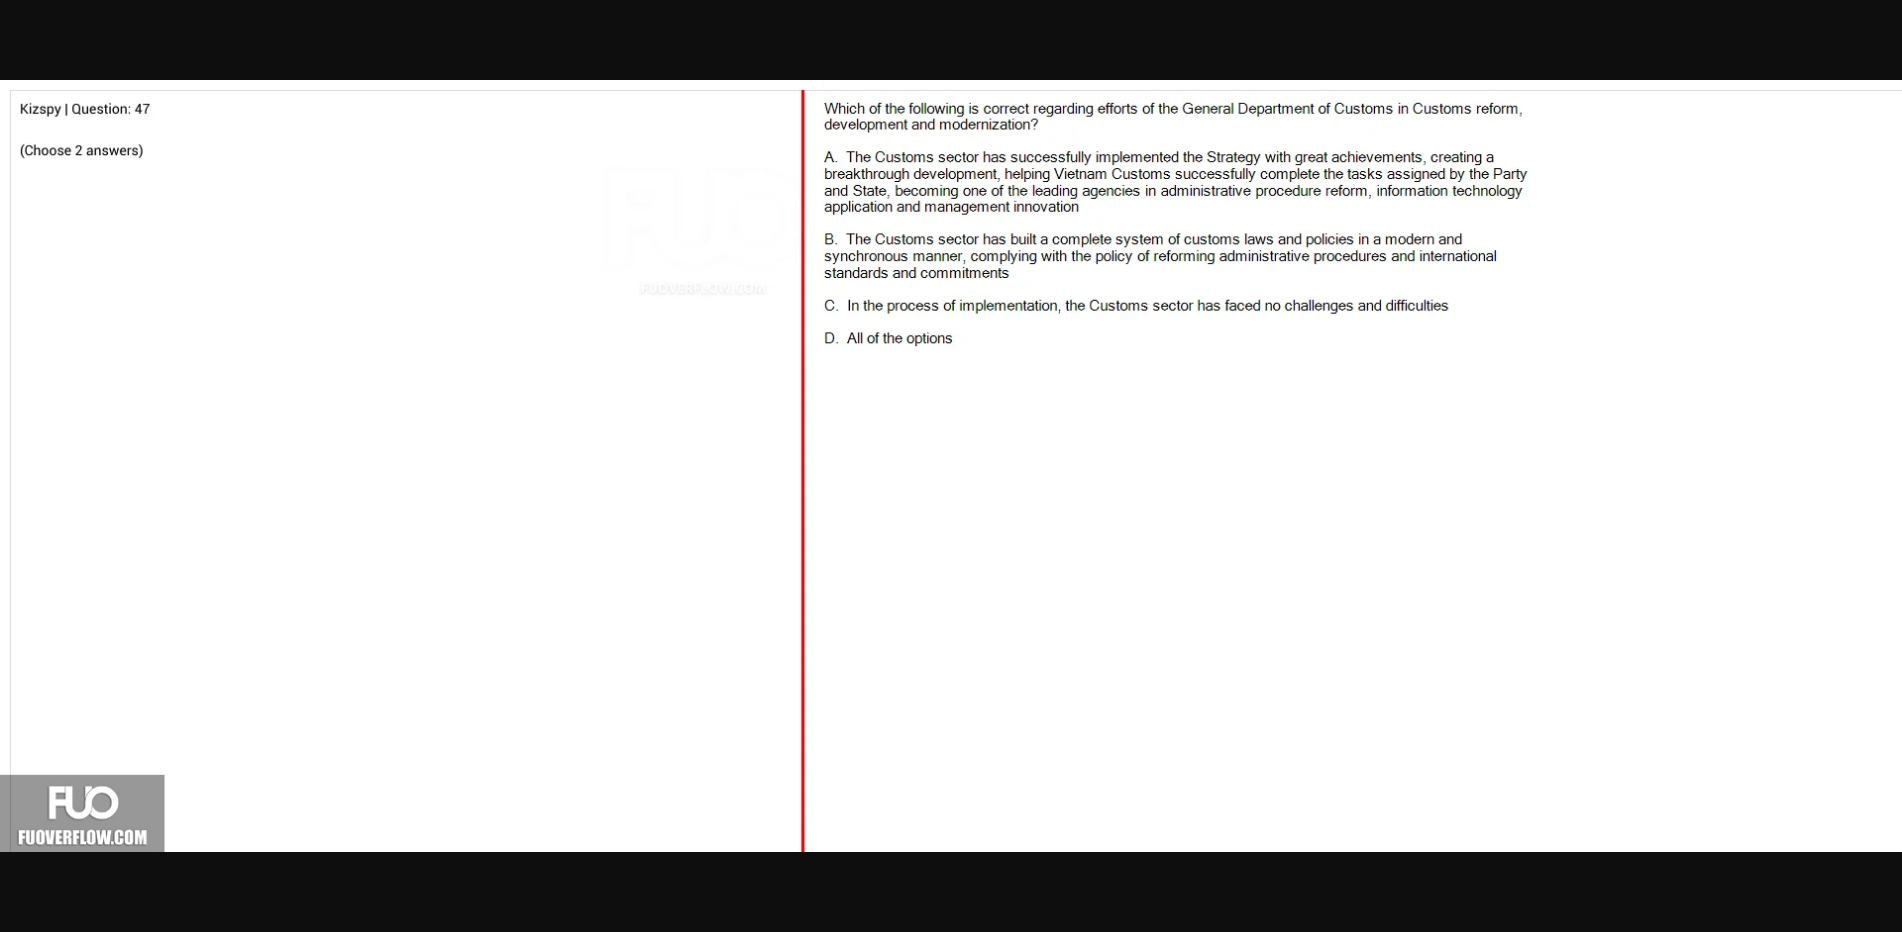 Kizspy | Question: 47
(Choose 2 answers)
Which of the following is correct regarding efforts of the General Department of Customs in Customs reform,
development and modernization?
A. The Customs sector has successfully implemented the Strategy with great achievements, creating a
breakthrough development, helping Vietnam Customs successfully complete the tasks assigned by the Party
and State, becoming one of the leading agencies in administrative procedure reform, information technology
application and management innovation
B. The Customs sector has built a complete system of customs laws and policies in a modern and
synchronous manner, complying with the policy of reforming administrative procedures and international
standards and commitments
C. In the process of implementation, the Customs sector has faced no challenges and difficulties
D. All of the options
FUO
FUOVERFLOW.COM
FUO
FUOVERFLOW.COM